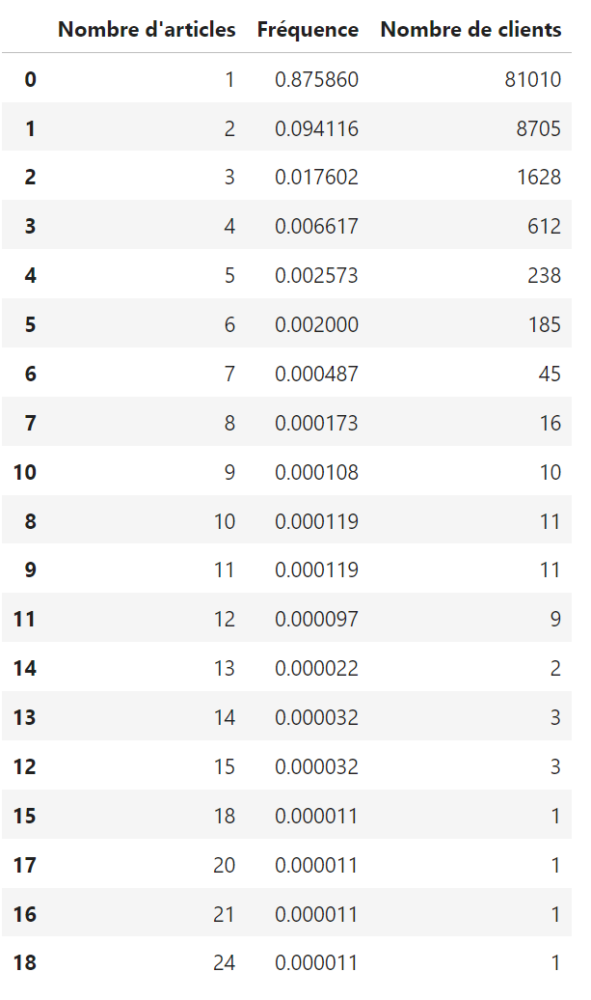 Nombre d'articles Fréquence Nombre de clients
0 1 0.875860 81010
1 2 0.094116 8705
2 3 0.017602 1628
3 4 0.006617 612
4 5 0.002573 238
5 6 0.002000 185
6 7 0.000487 45
7 8 0.000173 16
10 9 0.000108 10
8 10 0.000119 11
9 11 0.000119 11
11 12 0.000097 9
14 13 0.000022 2
13 14 0.000032 3
12 15 0.000032 3
15 18 0.000011 1
17 20 0.000011 1
16 21 0.000011 1
18 24 0.000011 1